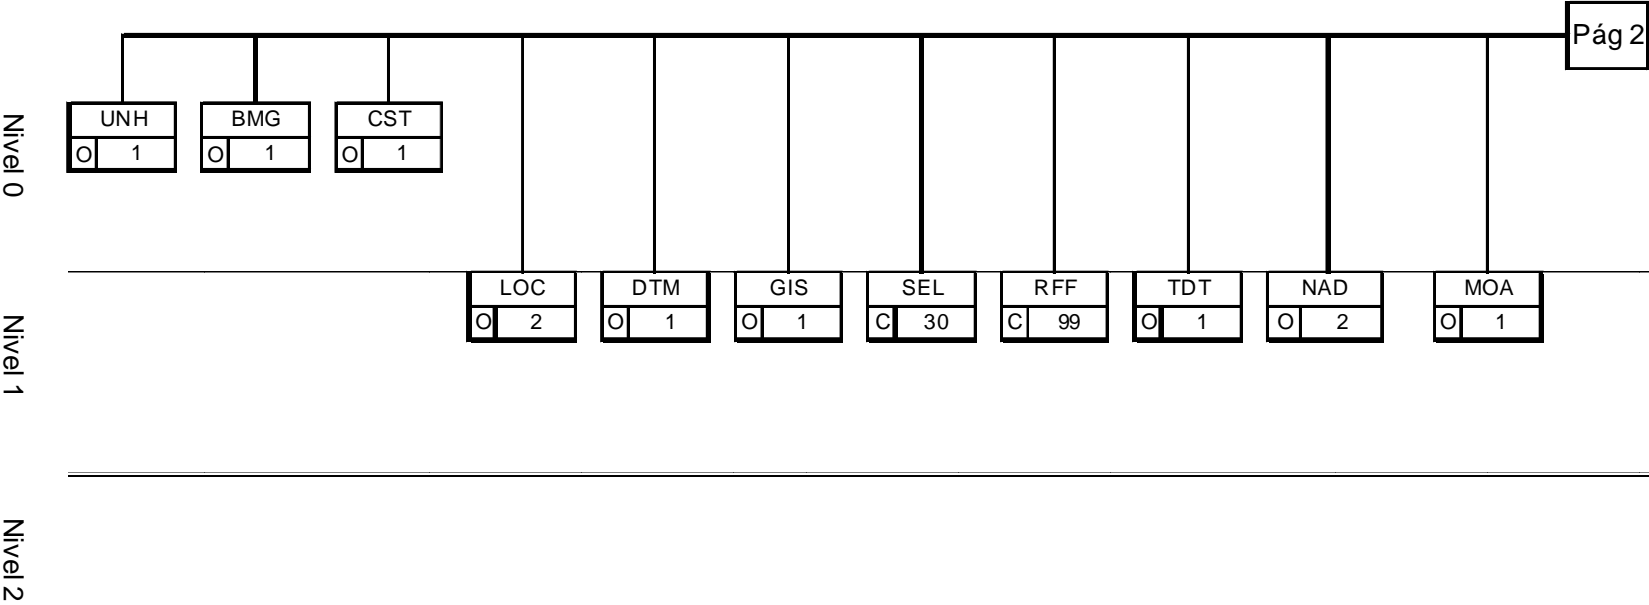 Pág 2
Nivel 0
UNH BMG CST
O 1 O 1 O 1
Nivel 1
LOC DTM GIS SEL RFF TDT NAD MOA
O 2 O 1 O 1 C 30 C 99 O 1 O 2 O 1
Nivel 2